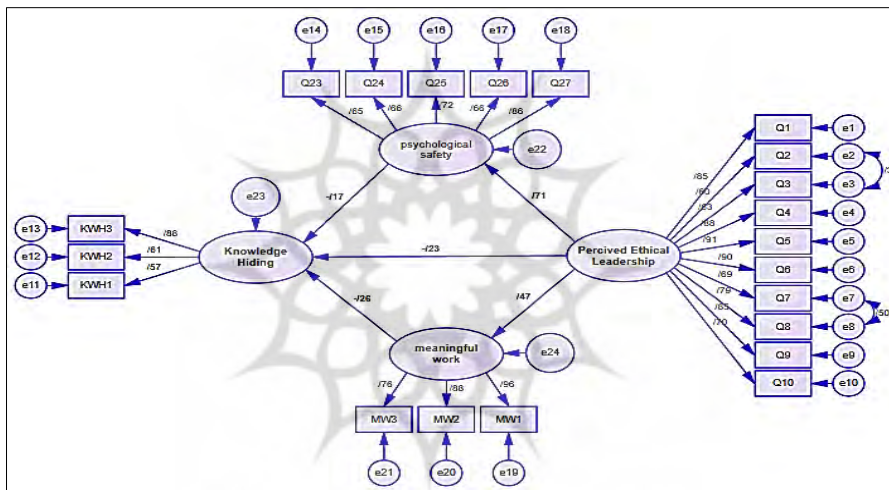 e14
e15
e16
e17
e18
Q23
Q24
Q25
Q26
Q27
/65
/66
/72
/66
/86
psychological
safety
e22
e23
-/17
/71
Q1
e1
Q2
e2
Q3
e3
Q4
e4
Q5
e5
Q6
e6
Q7
e7
Q8
e8
Q9
e9
Q10
e10
/85
/88
/91
/90
/69
/79
/70
/50
e13
KWH3
e12
KWH2
e11
KWH1
/61
/57
Knowledge
Hiding
-/23
Percived Ethical
Leadership
-/26
/47
meaningful
work
e24
/76
/88
/96
MW3
MW2
MW1
e21
e20
e19